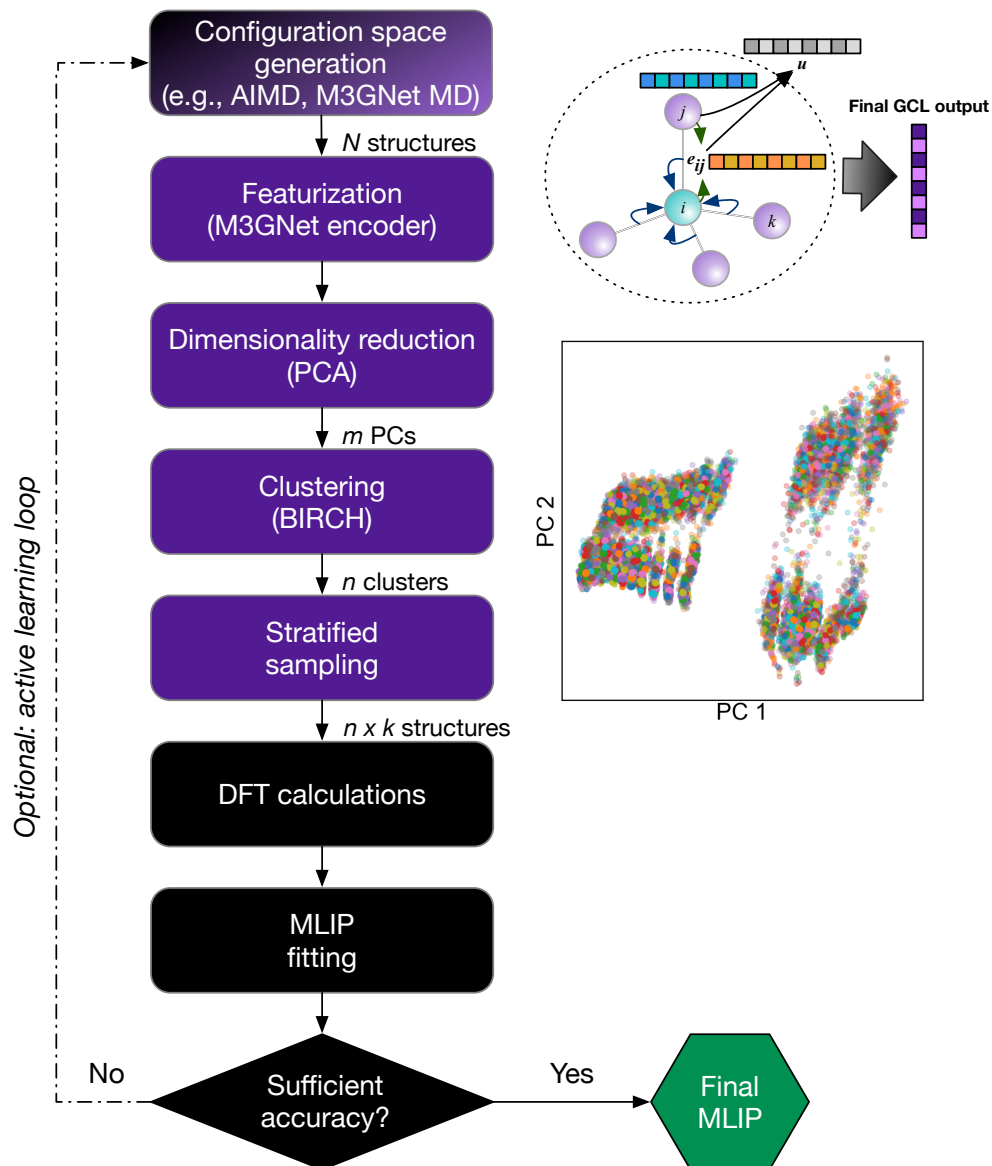 Configuration space
generation
(e.g., AIMD, M3GNet MD)
N structures
Featurization
(M3GNet encoder)
Dimensionality reduction
(PCA)
m PCs
Clustering
(BIRCH)
n clusters
Stratified
sampling
n x k structures
DFT calculations
MLIP
fitting
Sufficient
accuracy?
No
Yes
Final
MLIP
Optional: active learning loop
u
j
eij
i
k
Final GCL output
PC 2
PC 1